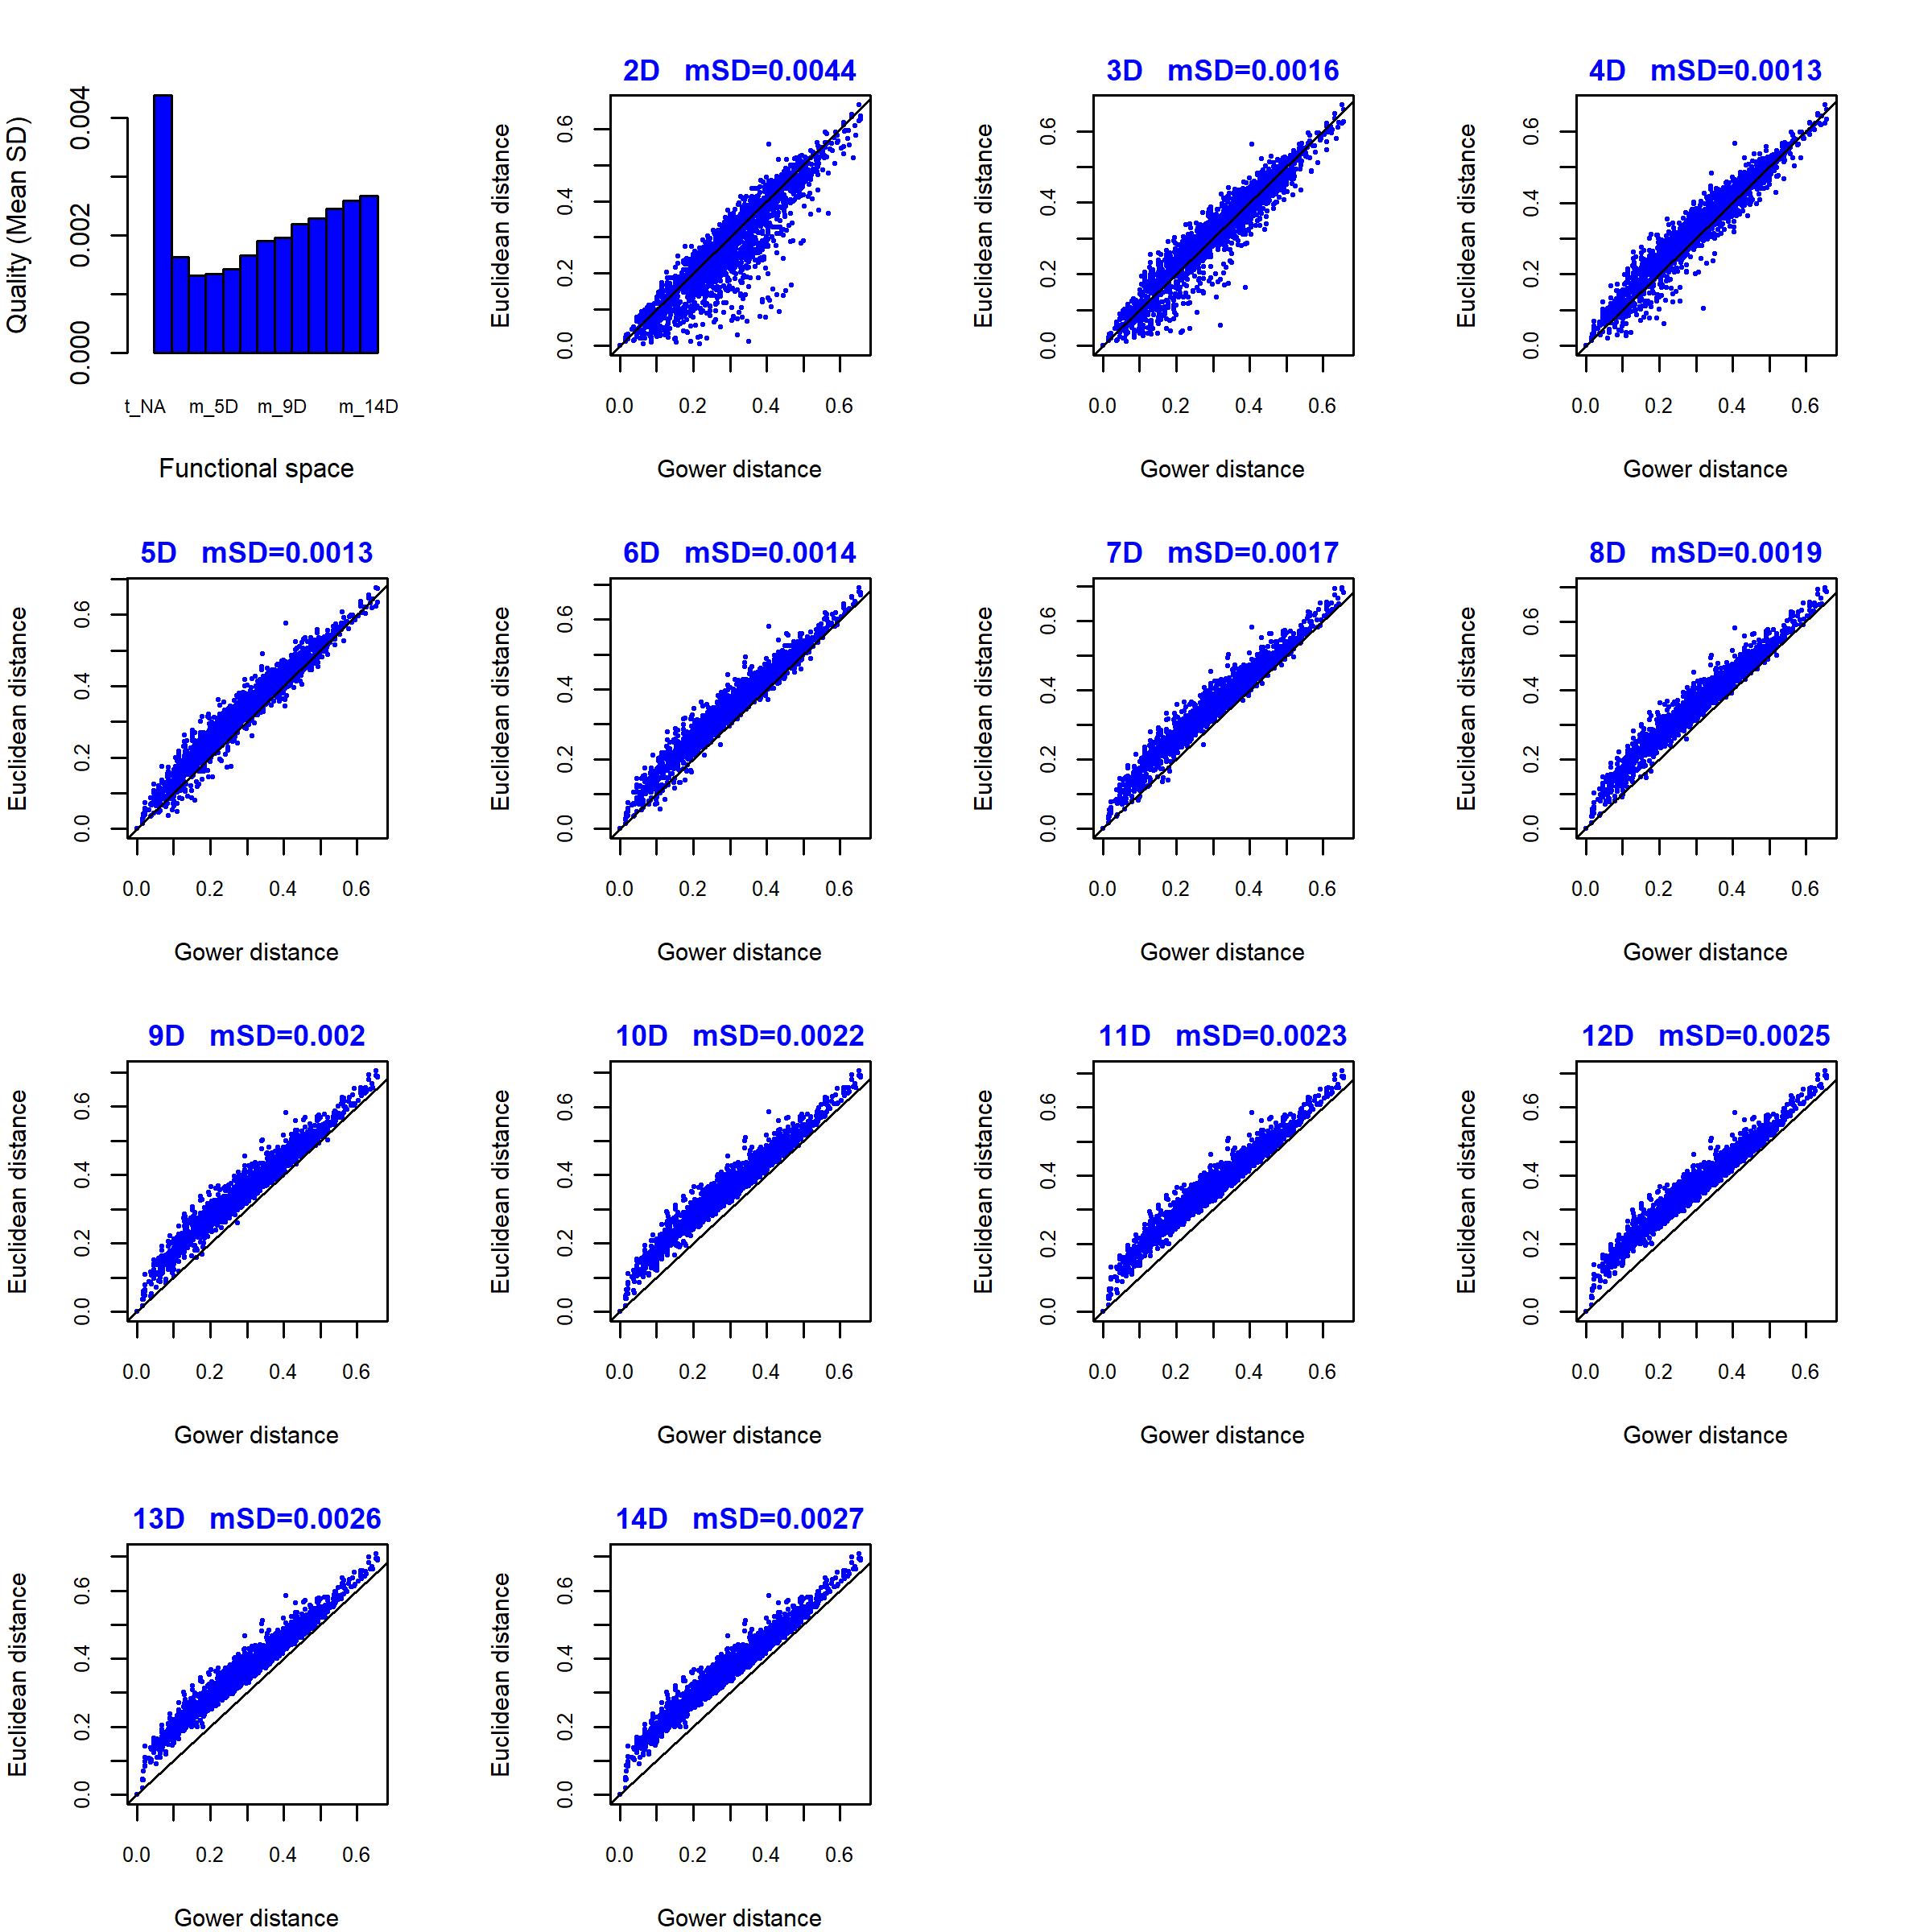 Quality (Mean SD)
0.004
0.002
0.000
t_NA m_5D m_9D m_14D
Functional space
2D mSD=0.0044
Euclidean distance
0.6
0.4
0.2
0.0
0.0 0.2 0.4 0.6
Gower distance
3D mSD=0.0016
Euclidean distance
0.6
0.4
0.2
0.0
0.0 0.2 0.4 0.6
Gower distance
4D mSD=0.0013
Euclidean distance
0.6
0.4
0.2
0.0
0.0 0.2 0.4 0.6
Gower distance
5D mSD=0.0013
Euclidean distance
0.6
0.4
0.2
0.0
0.0 0.2 0.4 0.6
Gower distance
6D mSD=0.0014
Euclidean distance
0.6
0.4
0.2
0.0
0.0 0.2 0.4 0.6
Gower distance
7D mSD=0.0017
Euclidean distance
0.6
0.4
0.2
0.0
0.0 0.2 0.4 0.6
Gower distance
8D mSD=0.0019
Euclidean distance
0.6
0.4
0.2
0.0
0.0 0.2 0.4 0.6
Gower distance
9D mSD=0.002
Euclidean distance
0.6
0.4
0.2
0.0
0.0 0.2 0.4 0.6
Gower distance
10D mSD=0.0022
Euclidean distance
0.6
0.4
0.2
0.0
0.0 0.2 0.4 0.6
Gower distance
11D mSD=0.0023
Euclidean distance
0.6
0.4
0.2
0.0
0.0 0.2 0.4 0.6
Gower distance
12D mSD=0.0025
Euclidean distance
0.6
0.4
0.2
0.0
0.0 0.2 0.4 0.6
Gower distance
13D mSD=0.0026
Euclidean distance
0.6
0.4
0.2
0.0
0.0 0.2 0.4 0.6
Gower distance
14D mSD=0.0027
Euclidean distance
0.6
0.4
0.2
0.0
0.0 0.2 0.4 0.6
Gower distance